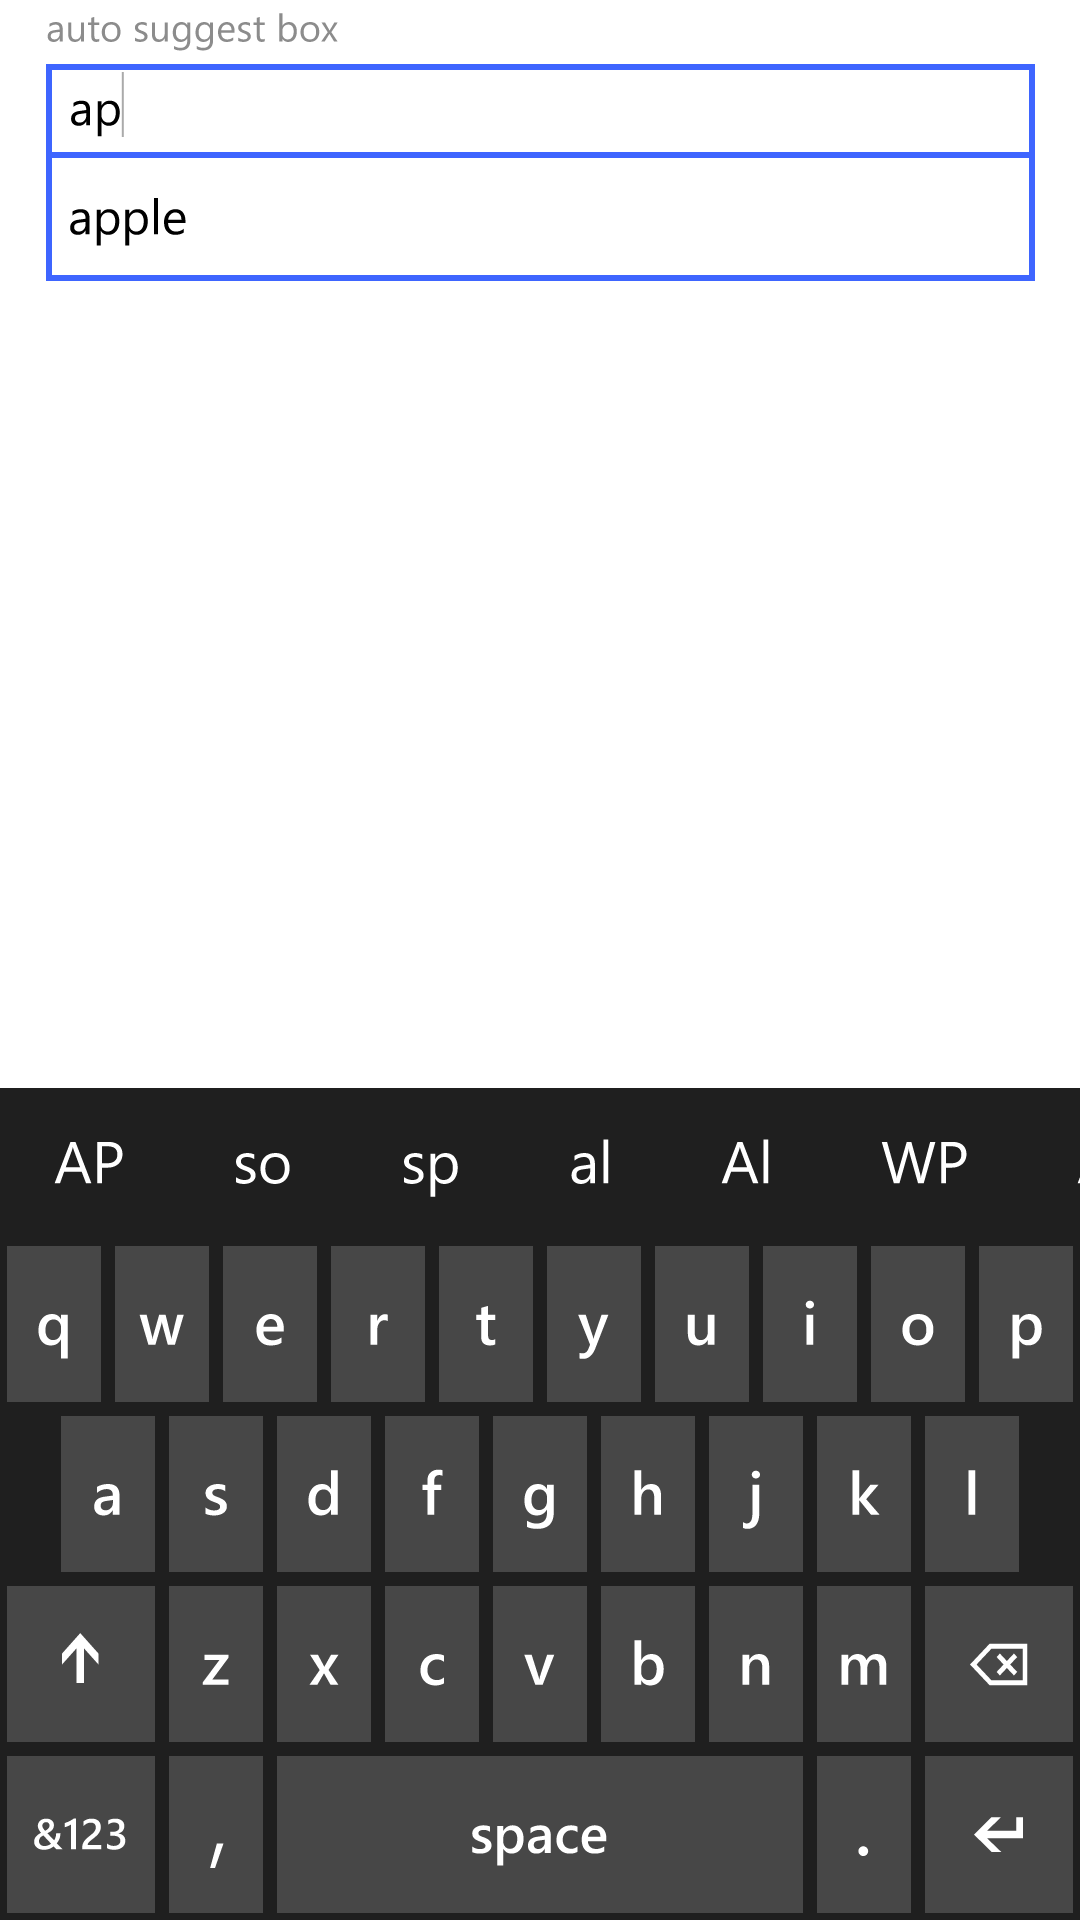 auto suggest box
ap
apple
AP so sp al Al WP
q w e r t y u i o p
a s d f g h j k l
z x c v b n m
&123 , space .